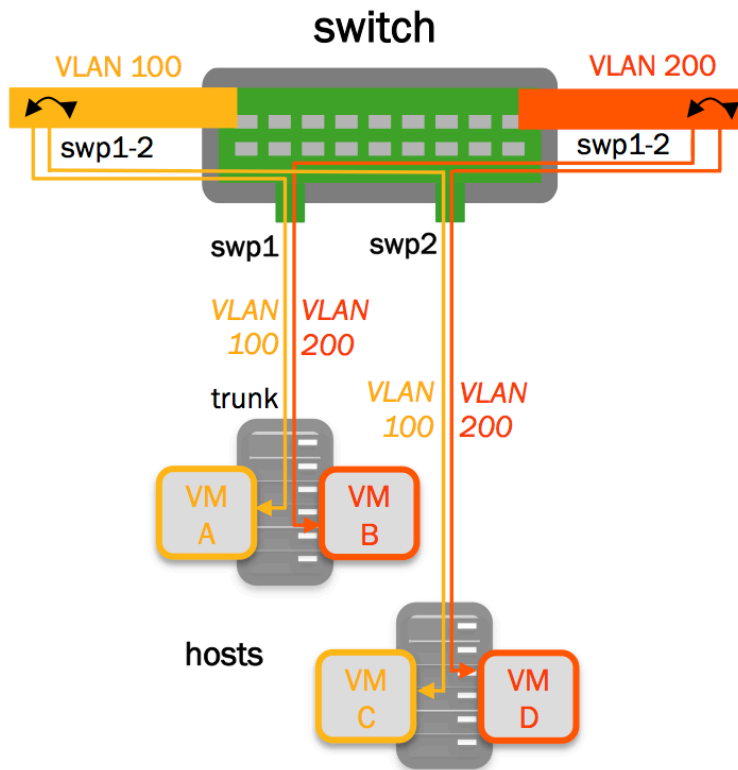 switch
VLAN 100
VLAN 200
swp1-2
swp1-2
swp1
swp2
VLAN
100
VLAN
200
trunk
VLAN
100
VLAN
200
VM
A
VM
B
hosts
VM
C
VM
D